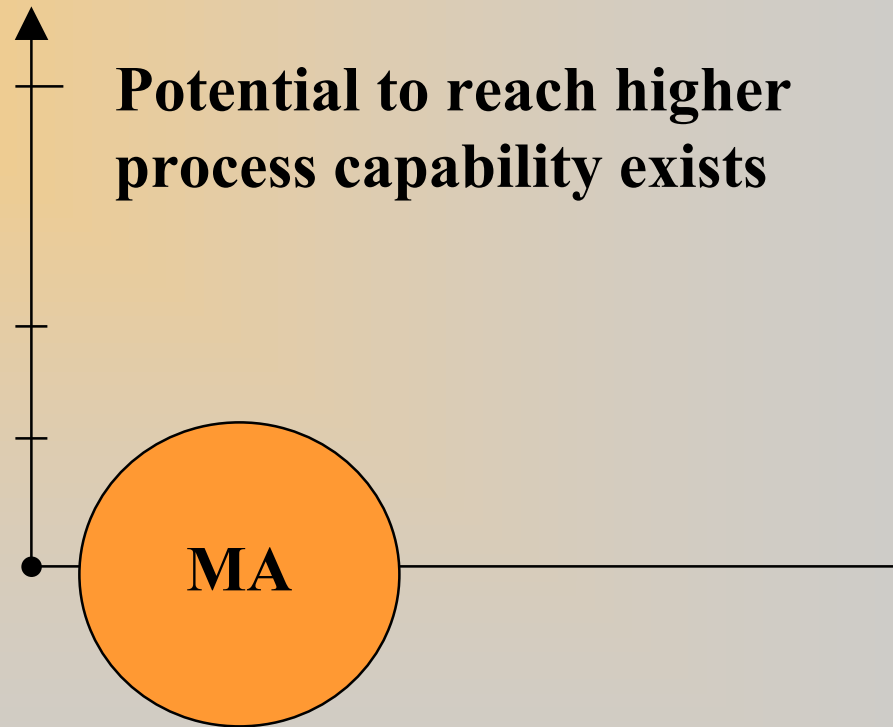 Potential to reach higher
process capability exists
MA